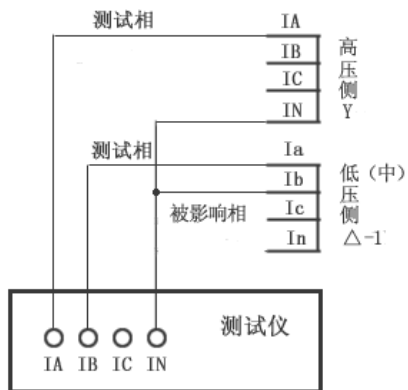 测试相
IA
IB
IC
IN
高压侧
Y
测试相
Ia
Ib
Ic
In
被影响相
低（中）
压
侧
△-1
测试仪
IA IB IC IN